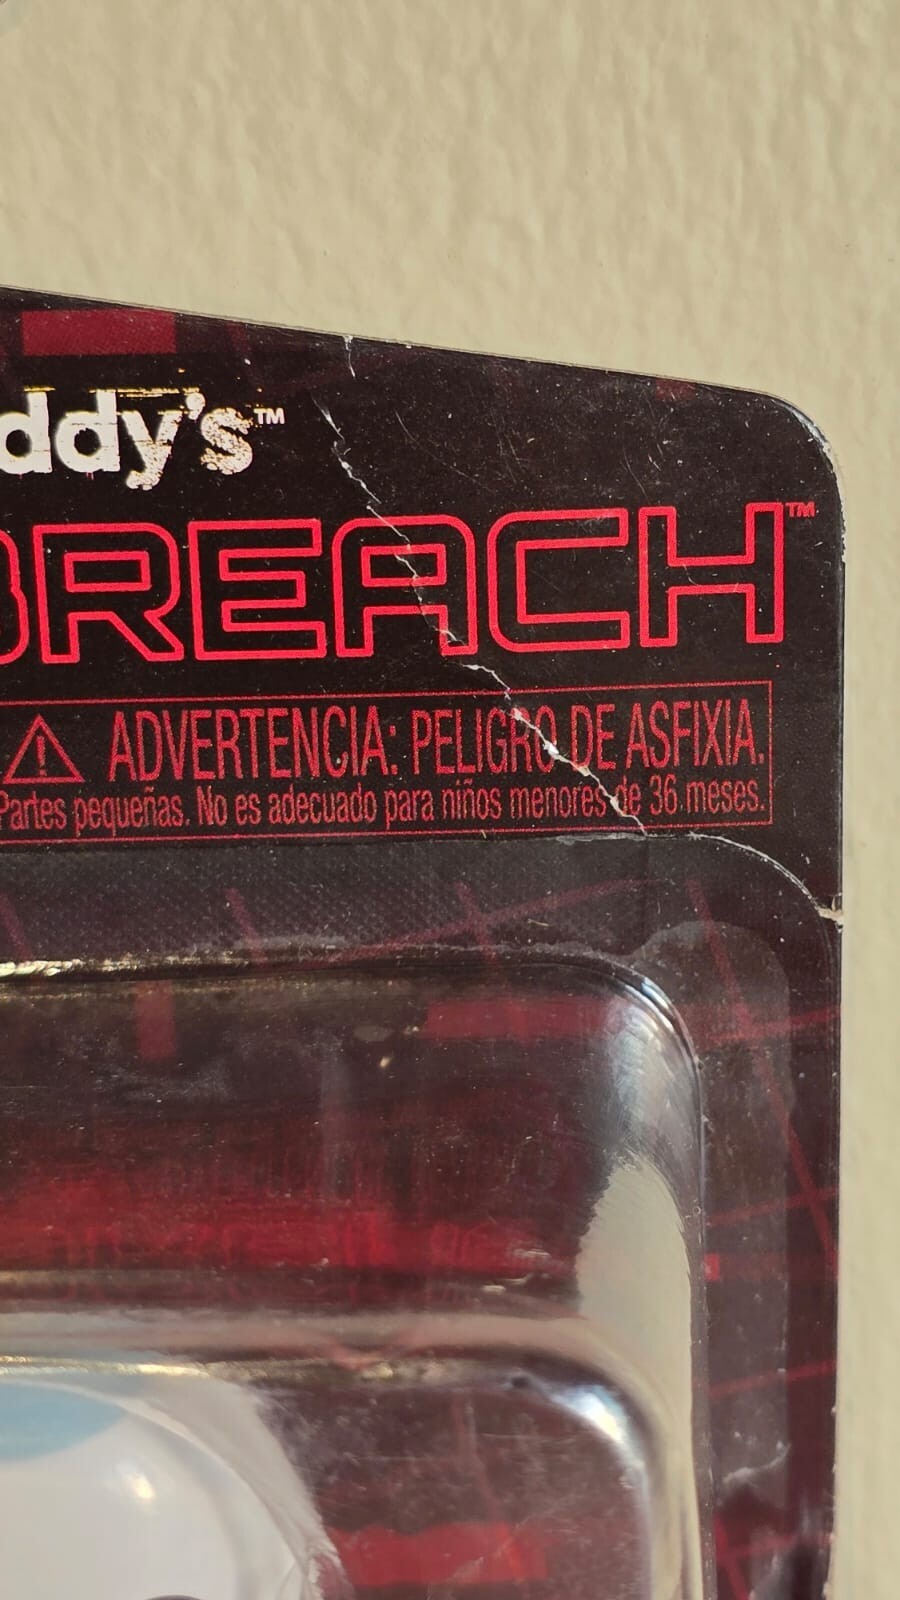 ddy's™
BREACH™
⚠ ADVERTENCIA: PELIGRO DE ASFIXIA.
Partes pequeñas. No es adecuado para niños menores de 36 meses.